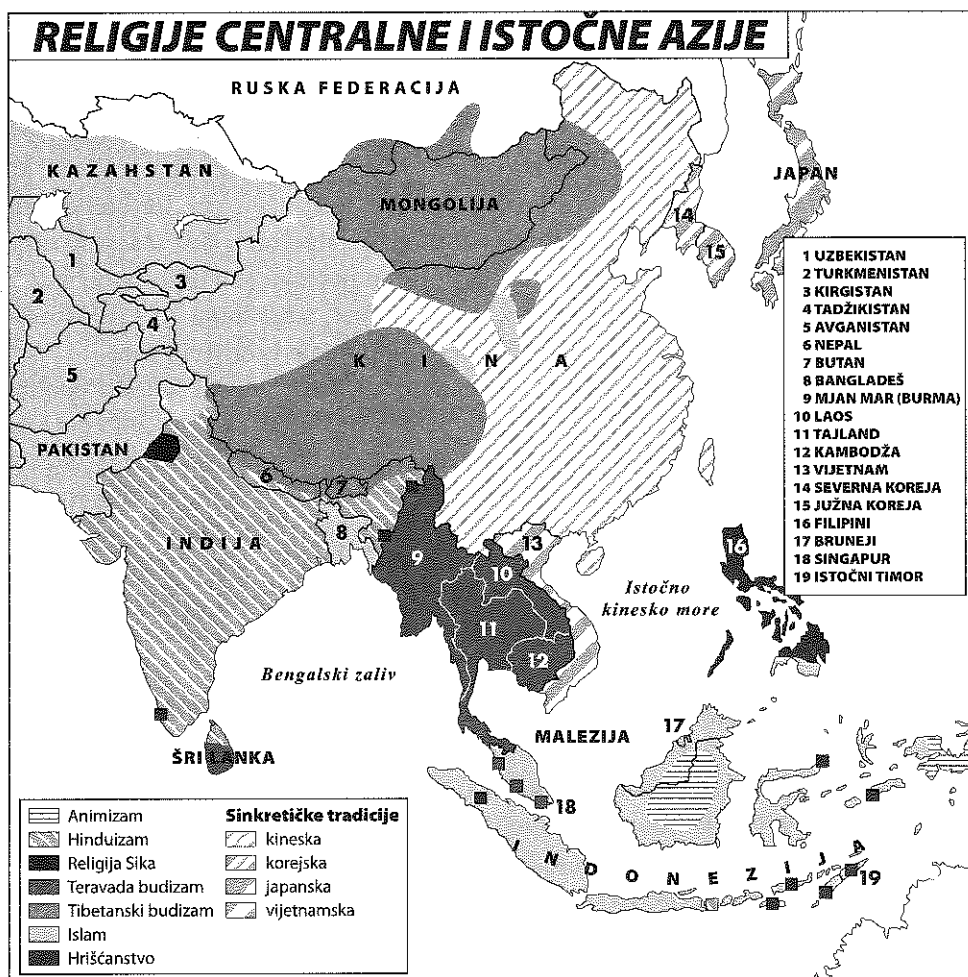 RELIGIJE CENTRALNE I ISTOČNE AZIJE
RUSKA FEDERACIJA
KAZAHSTAN
MONGOLIJA
JAPAN
14
15
1
2
3
4
5
KINA
PAKISTAN
6
7
8
INDIJA
9
10
11
12
13
16
Istočno
kinesko more
Bengalski zaliv
ŠRI LANKA
MALEZIJA
17
18
INDONEZIJA
19
1 UZBEKISTAN
2 TURKMENISTAN
3 KIRGISTAN
4 TADŽIKISTAN
5 AVGANISTAN
6 NEPAL
7 BUTAN
8 BANGLADEŠ
9 MJAN MAR (BURMA)
10 LAOS
11 TAJLAND
12 KAMBODŽA
13 VIJETNAM
14 SEVERNA KOREJA
15 JUŽNA KOREJA
16 FILIPINI
17 BRUNEJI
18 SINGAPUR
19 ISTOČNI TIMOR
Animizam
Hinduizam
Religija Sika
Teravada budizam
Tibetanski budizam
Islam
Hrišćanstvo
Sinkretičke tradicije
kineska
korejska
japanska
vijetnamska